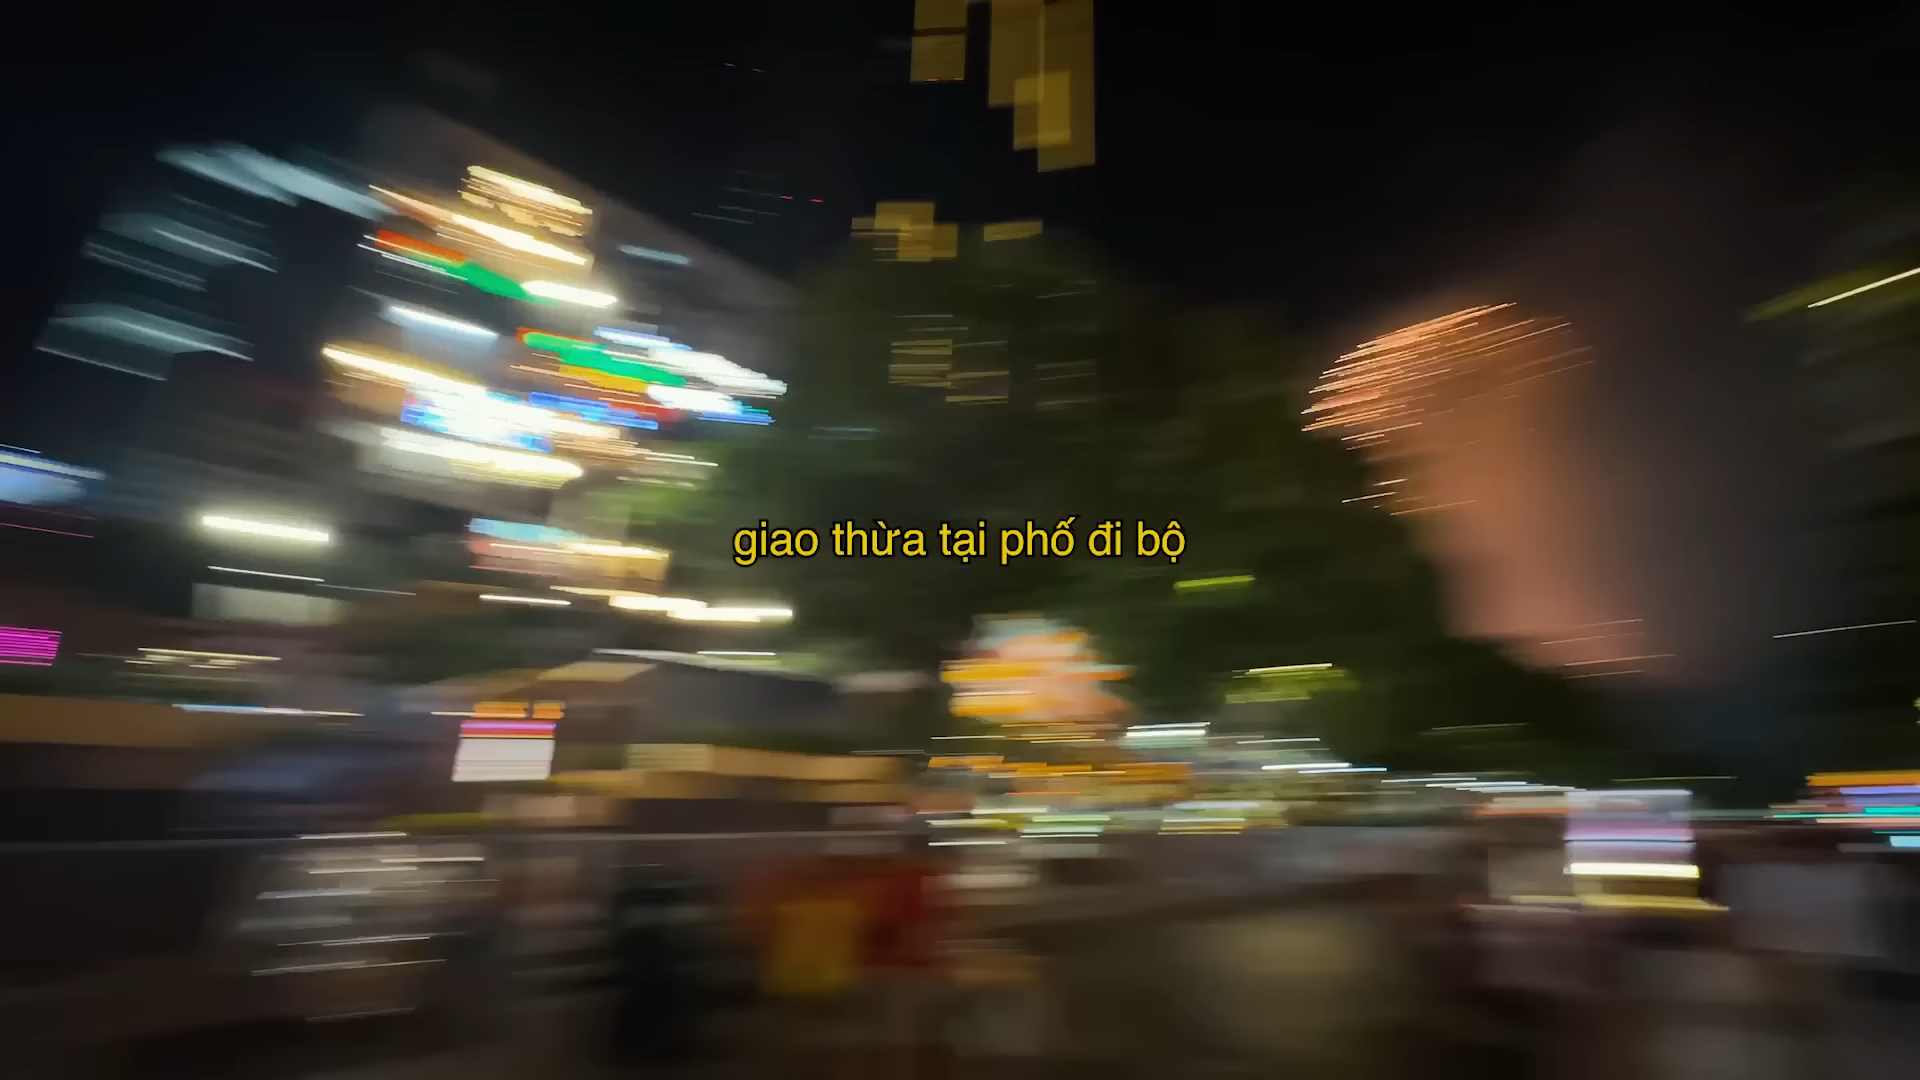 giao thừa tại phố đi bộ